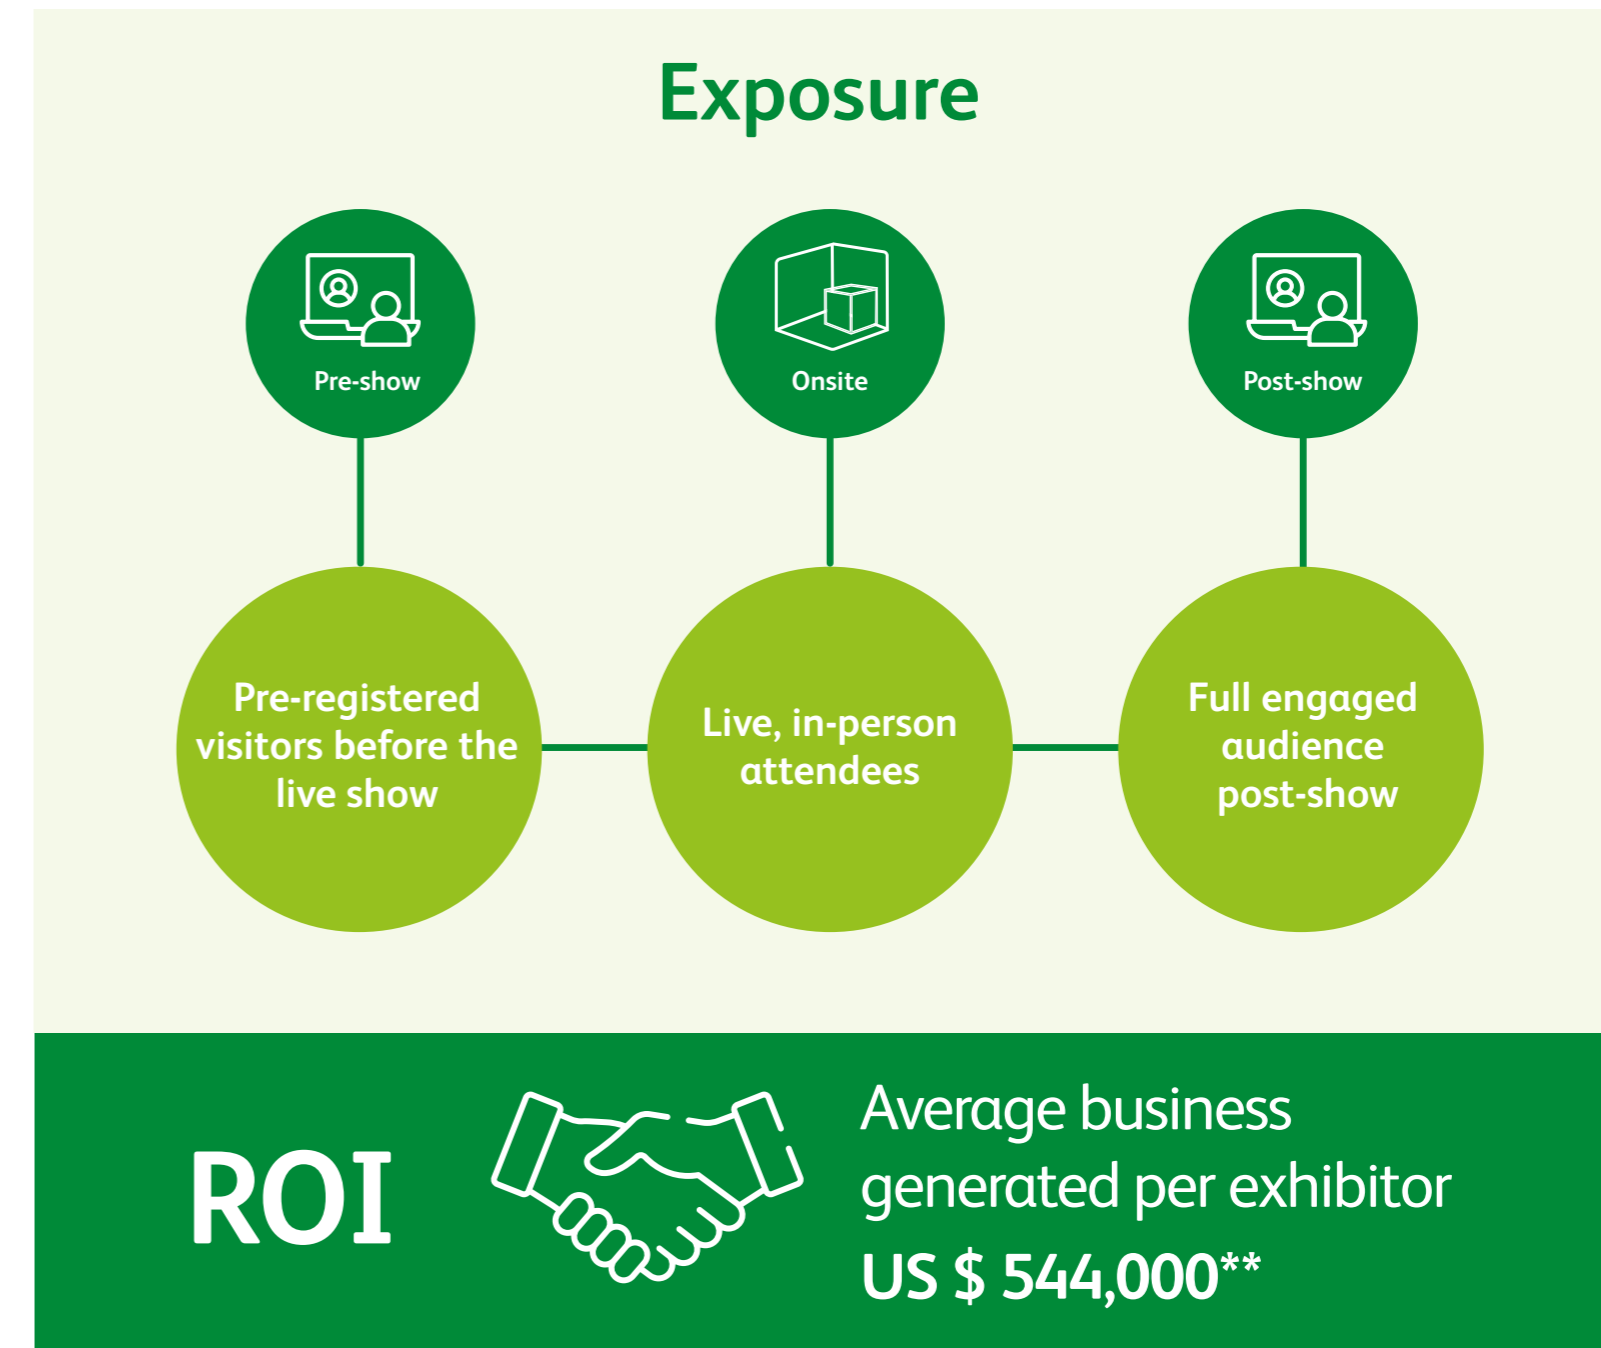 Exposure
Pre-show
Onsite
Post-show
Pre-registered
visitors before the
live show
Live, in-person
attendees
Full engaged
audience
post-show
ROI
Average business
generated per exhibitor
US $ 544,000**